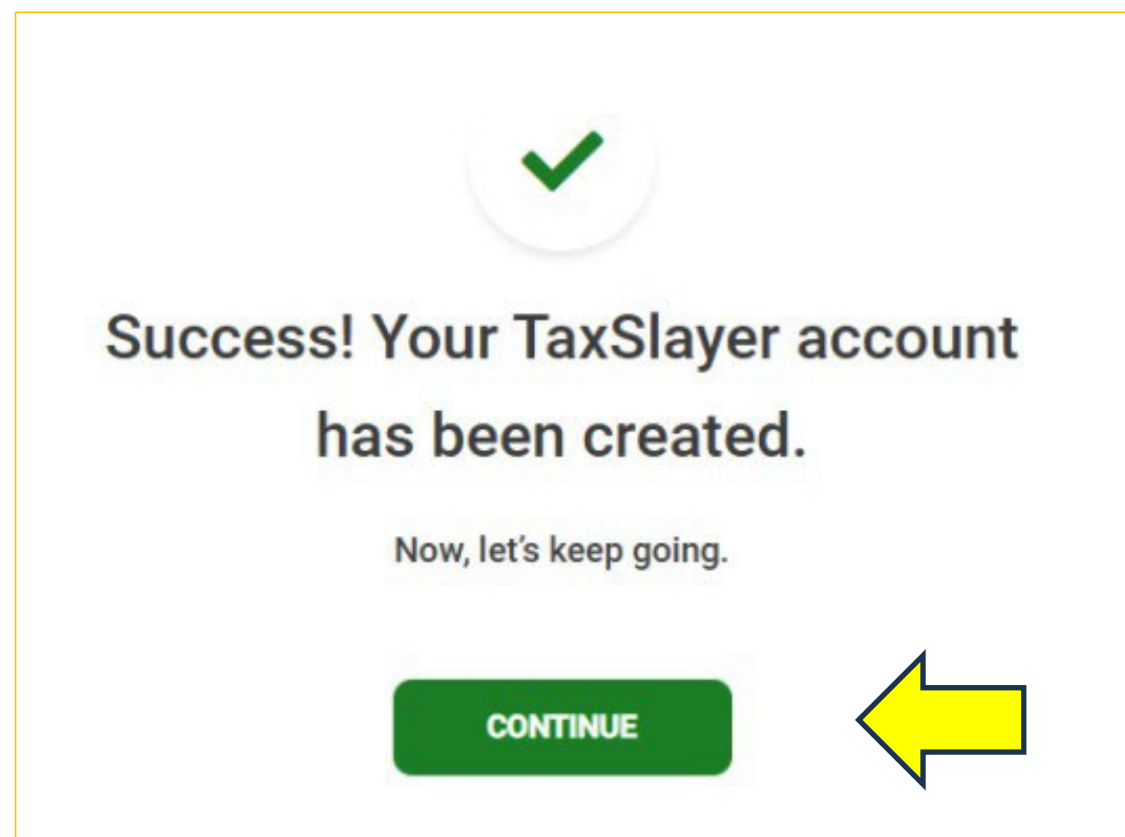 Success! Your TaxSlayer account
has been created.
Now, let's keep going.
CONTINUE